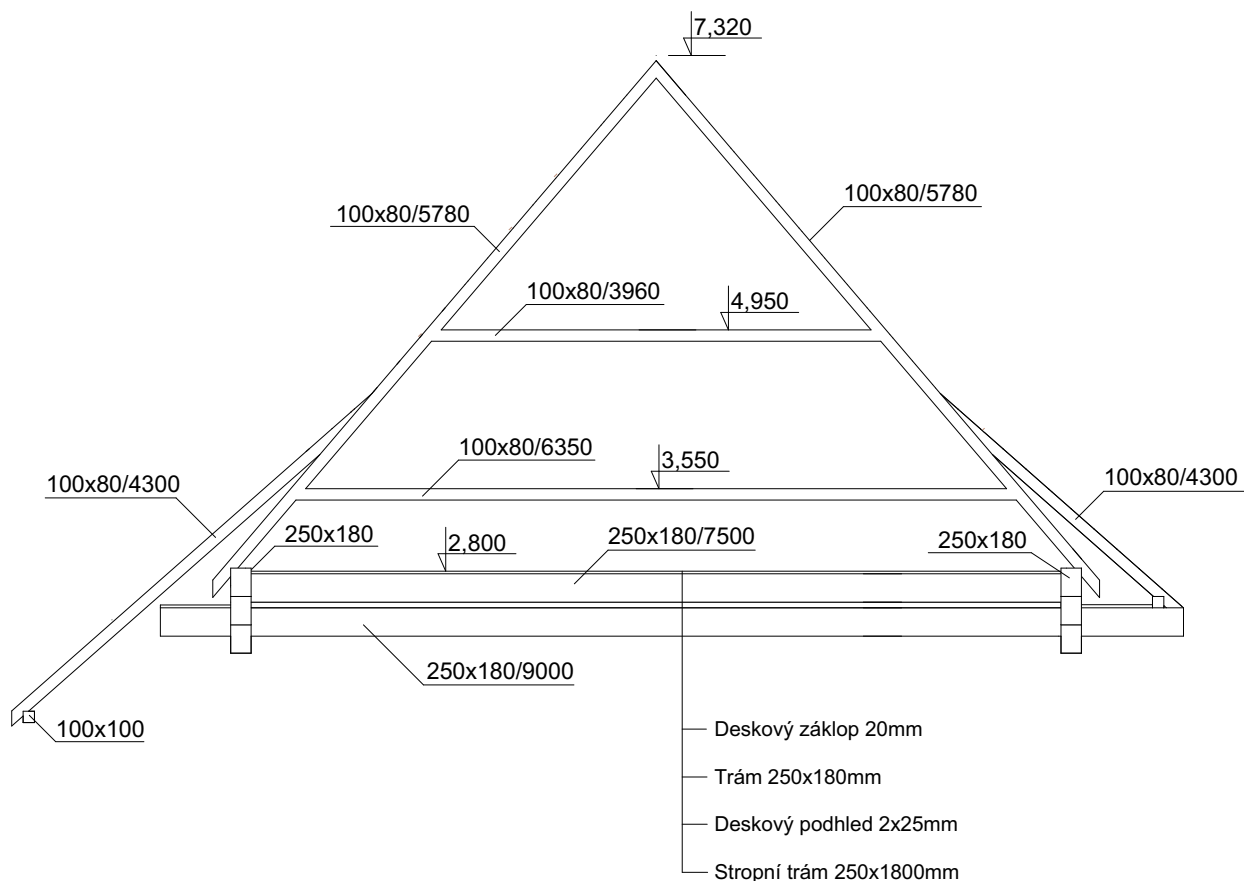 7,320
100x80/5780
100x80/5780
100x80/3960
4,950
100x80/6350
3,550
100x80/4300
100x80/4300
250x180
2,800
250x180/7500
250x180
250x180/9000
100x100
Deskový záklop 20mm
Trám 250x180mm
Deskový podhled 2x25mm
Stropní trám 250x1800mm